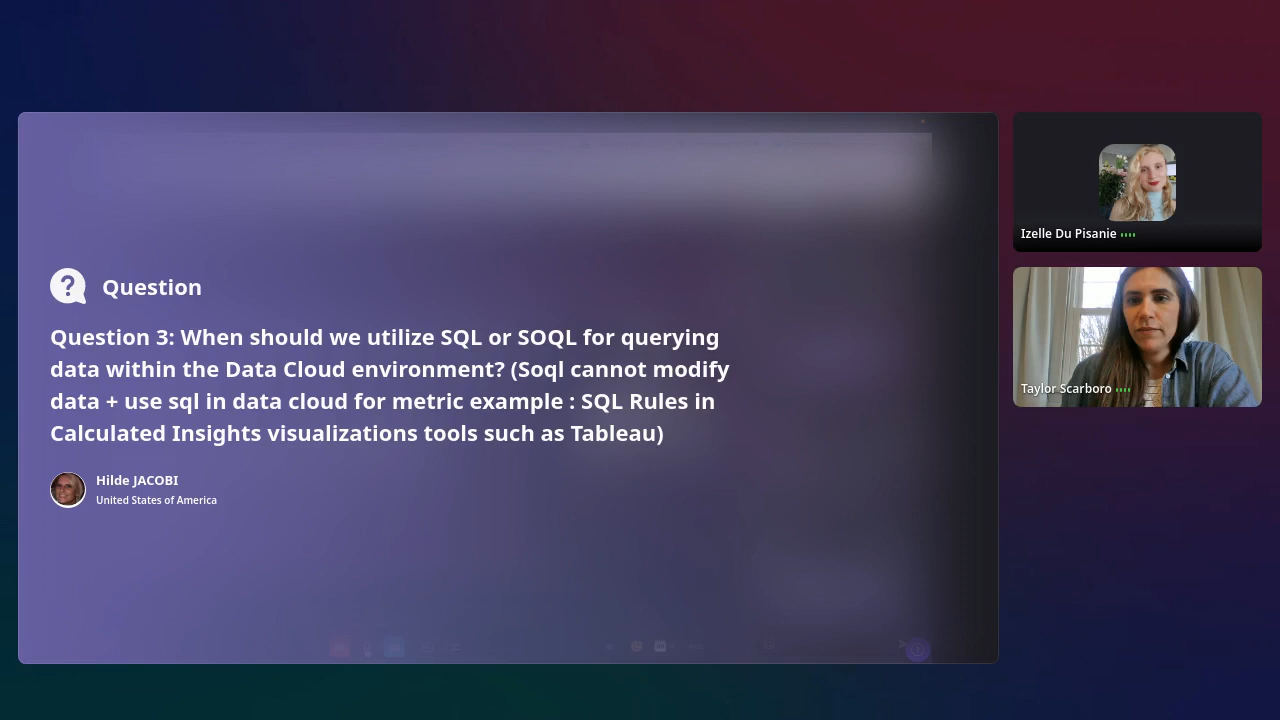 Question
Question 3: When should we utilize SQL or SOQL for querying
data within the Data Cloud environment? (Soql cannot modify
data + use sql in data cloud for metric example : SQL Rules in
Calculated Insights visualizations tools such as Tableau)
Hilde JACOBI
United States of America
Izelle Du Pisanie
Taylor Scarboro